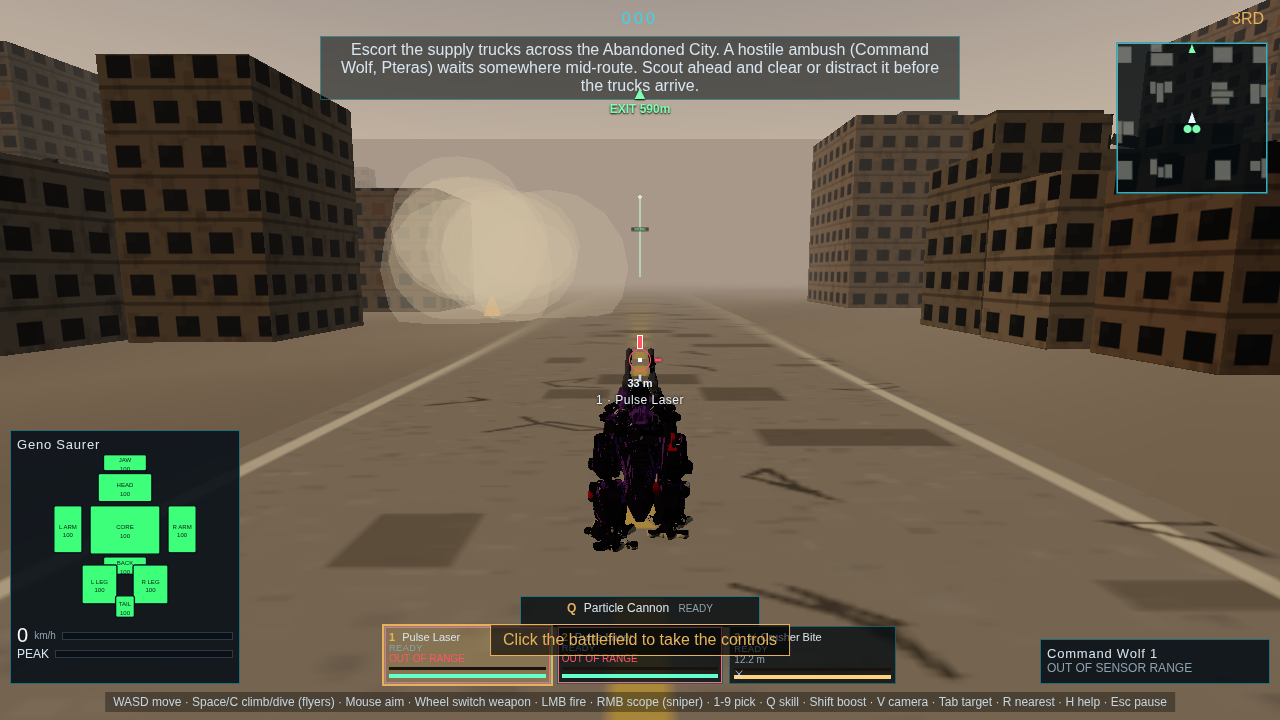 000
3RD
Escort the supply trucks across the Abandoned City. A hostile ambush (Command
Wolf, Pteras) waits somewhere mid-route. Scout ahead and clear or distract it before
the trucks arrive.
EXIT 590m
33 m
1 · Pulse Laser
Geno Saurer
JAW
100
HEAD
100
L ARM
100
CORE
100
R ARM
100
BACK
100
L LEG
100
R LEG
100
TAIL
100
0 km/h
PEAK
Q Particle Cannon READY
1 Pulse Laser
READY
OUT OF RANGE
OUT OF RANGE
Crusher Bite
READY
12.2 m
Click the battlefield to take the controls
Command Wolf 1
OUT OF SENSOR RANGE
WASD move · Space/C climb/dive (flyers) · Mouse aim · Wheel switch weapon · LMB fire · RMB scope (sniper) · 1-9 pick · Q skill · Shift boost · V camera · Tab target · R nearest · H help · Esc pause